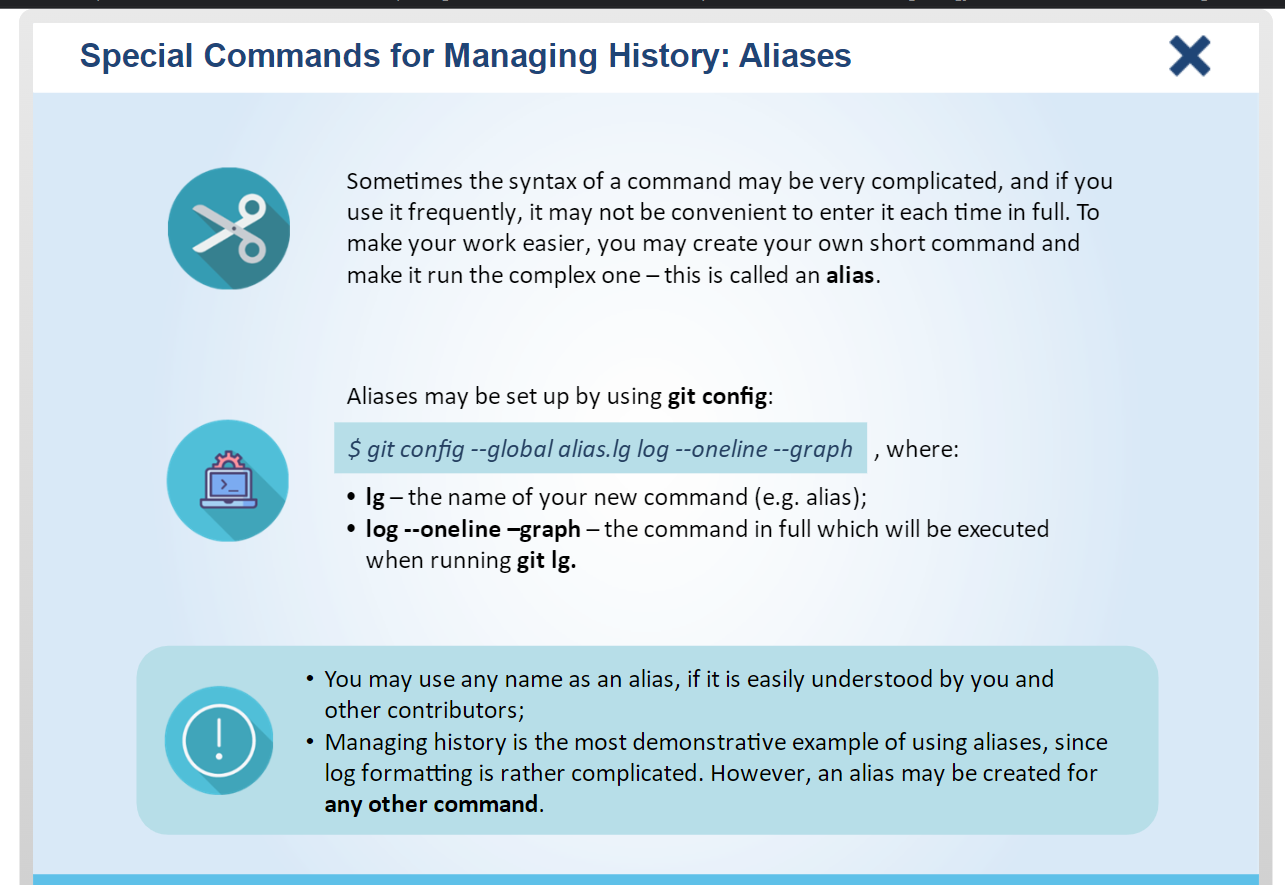 Special Commands for Managing History: Aliases
Sometimes the syntax of a command may be very complicated, and if you
use it frequently, it may not be convenient to enter it each time in full. To
make your work easier, you may create your own short command and
make it run the complex one – this is called an alias.
Aliases may be set up by using git config:
$ git config --global alias.lg log --oneline --graph , where:
• lg – the name of your new command (e.g. alias);
• log --oneline –graph – the command in full which will be executed
when running git lg.
• You may use any name as an alias, if it is easily understood by you and
other contributors;
• Managing history is the most demonstrative example of using aliases, since
log formatting is rather complicated. However, an alias may be created for
any other command.